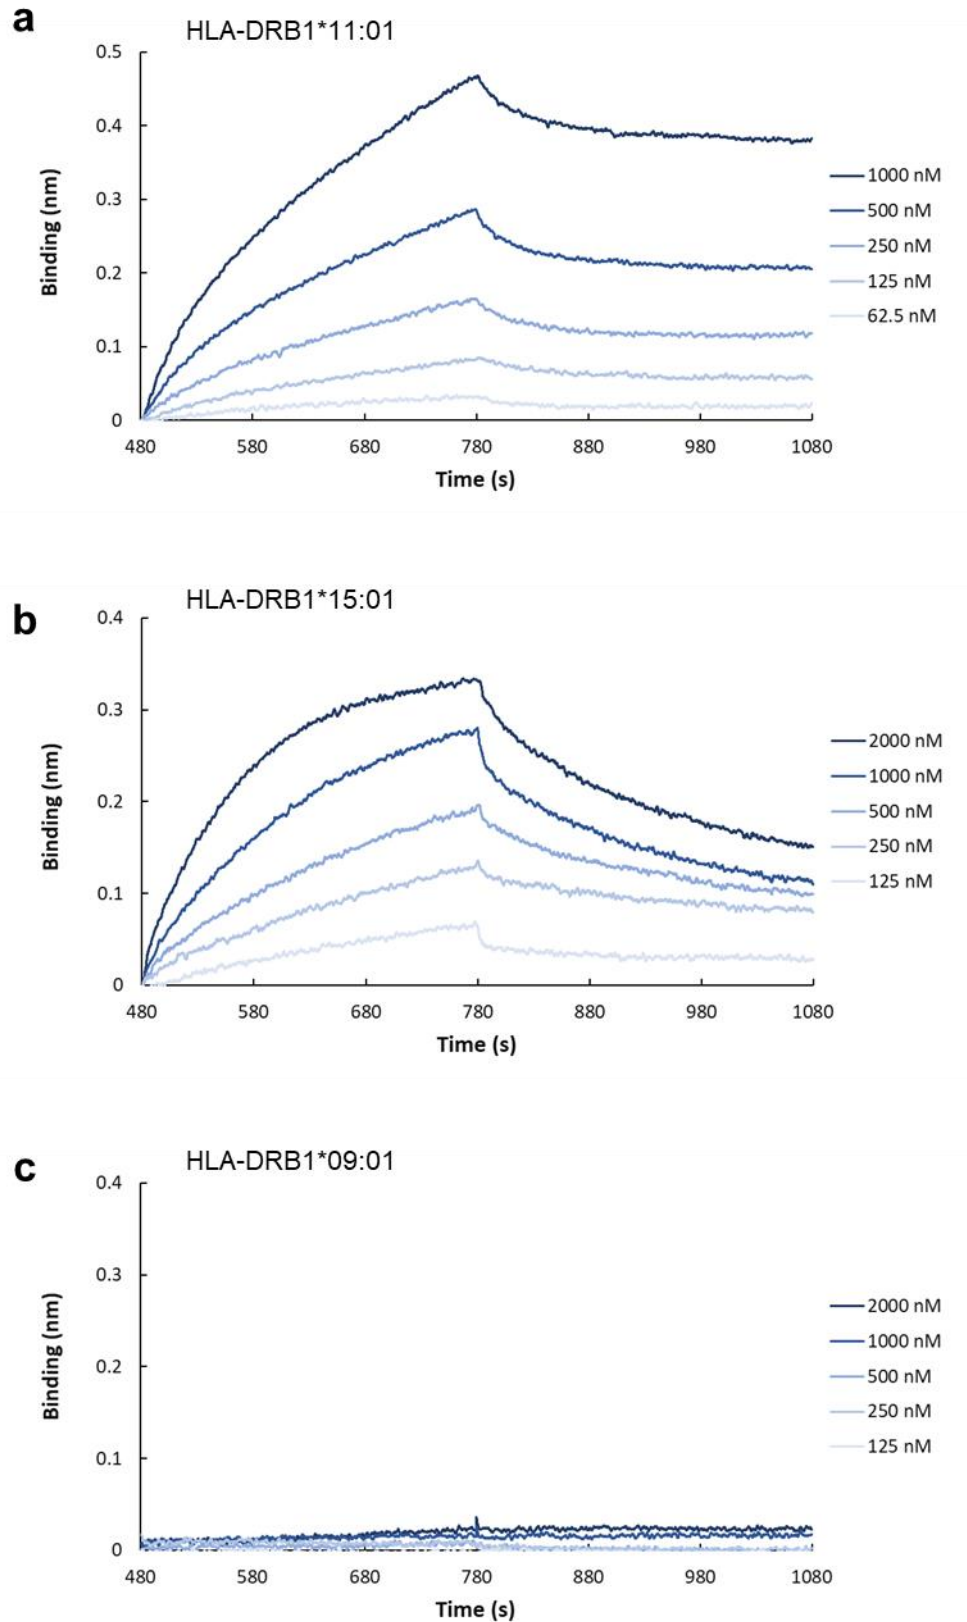 a
HLA-DRB1*11:01
0.5
0.4
0.3
0.2
0.1
0
Binding (nm)
480 580 680 780 880 980 1080
Time (s)
1000 nM
500 nM
250 nM
125 nM
62.5 nM
b
HLA-DRB1*15:01
0.4
0.3
0.2
0.1
0
Binding (nm)
480 580 680 780 880 980 1080
Time (s)
2000 nM
1000 nM
500 nM
250 nM
125 nM
c
HLA-DRB1*09:01
0.4
0.3
0.2
0.1
0
Binding (nm)
480 580 680 780 880 980 1080
Time (s)
2000 nM
1000 nM
500 nM
250 nM
125 nM